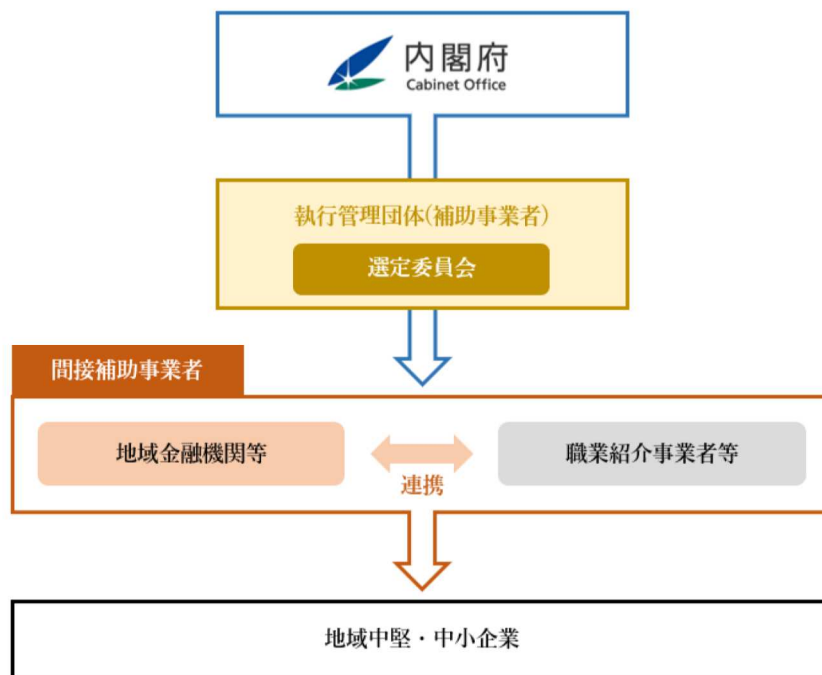 内閣府
Cabinet Office
執行管理団体(補助事業者)
選定委員会
間接補助事業者
地域金融機関等
職業紹介事業者等
連携
地域中堅・中小企業